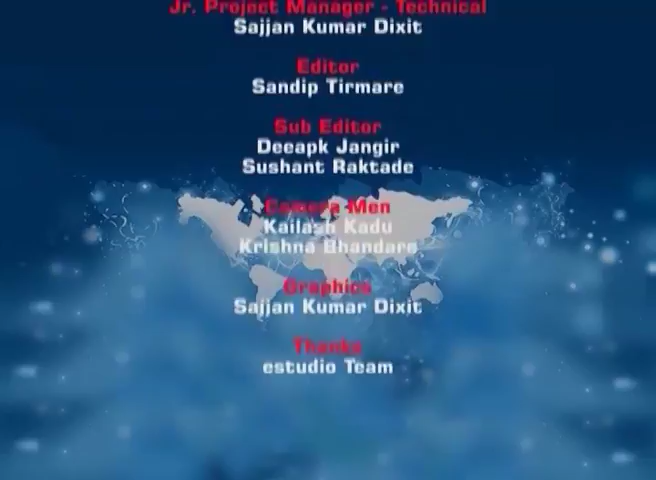 Jr. Project Manager - Technical
Sajjan Kumar Dixit
Editor
Sandip Tirmare
Sub Editor
Deeapk Jangir
Sushant Raktade
Camera Men
Kailash Kadu
Krishna Bhandare
Graphics
Sajjan Kumar Dixit
Thanks
estudio Team